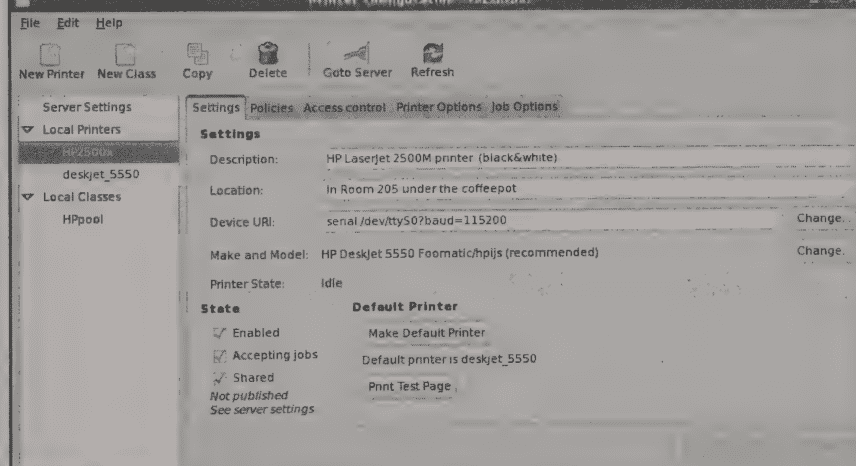 File Edit Help
New Printer New Class Copy Delete Goto Server Refresh
Server Settings
Local Printers
deskjet_5550
Local Classes
HPpool
Settings Policies Access control Printer Options Job Options
Settings
Description: HP LaserJet 2500M printer (black&white)
Location: In Room 205 under the coffeepot
Device URI: serial:/dev/ttyS0?baud=115200 Change..
Make and Model: HP DeskJet 5550 Foomatic/hpijs (recommended) Change.
Printer State: Idle
State
Enabled
Accepting jobs
Shared
Not published
See server settings
Default Printer
Make Default Printer
Default printer is deskjet_5550
Print Test Page